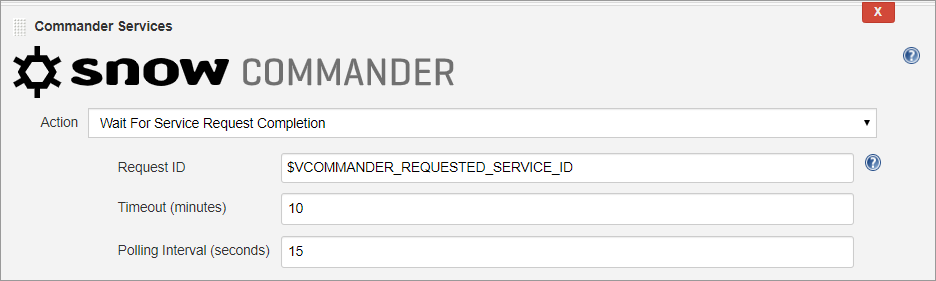 X
Commander Services
snow COMMANDER
?
Action
Wait For Service Request Completion
Request ID
$VCOMMANDER_REQUESTED_SERVICE_ID
?
Timeout (minutes)
10
Polling Interval (seconds)
15